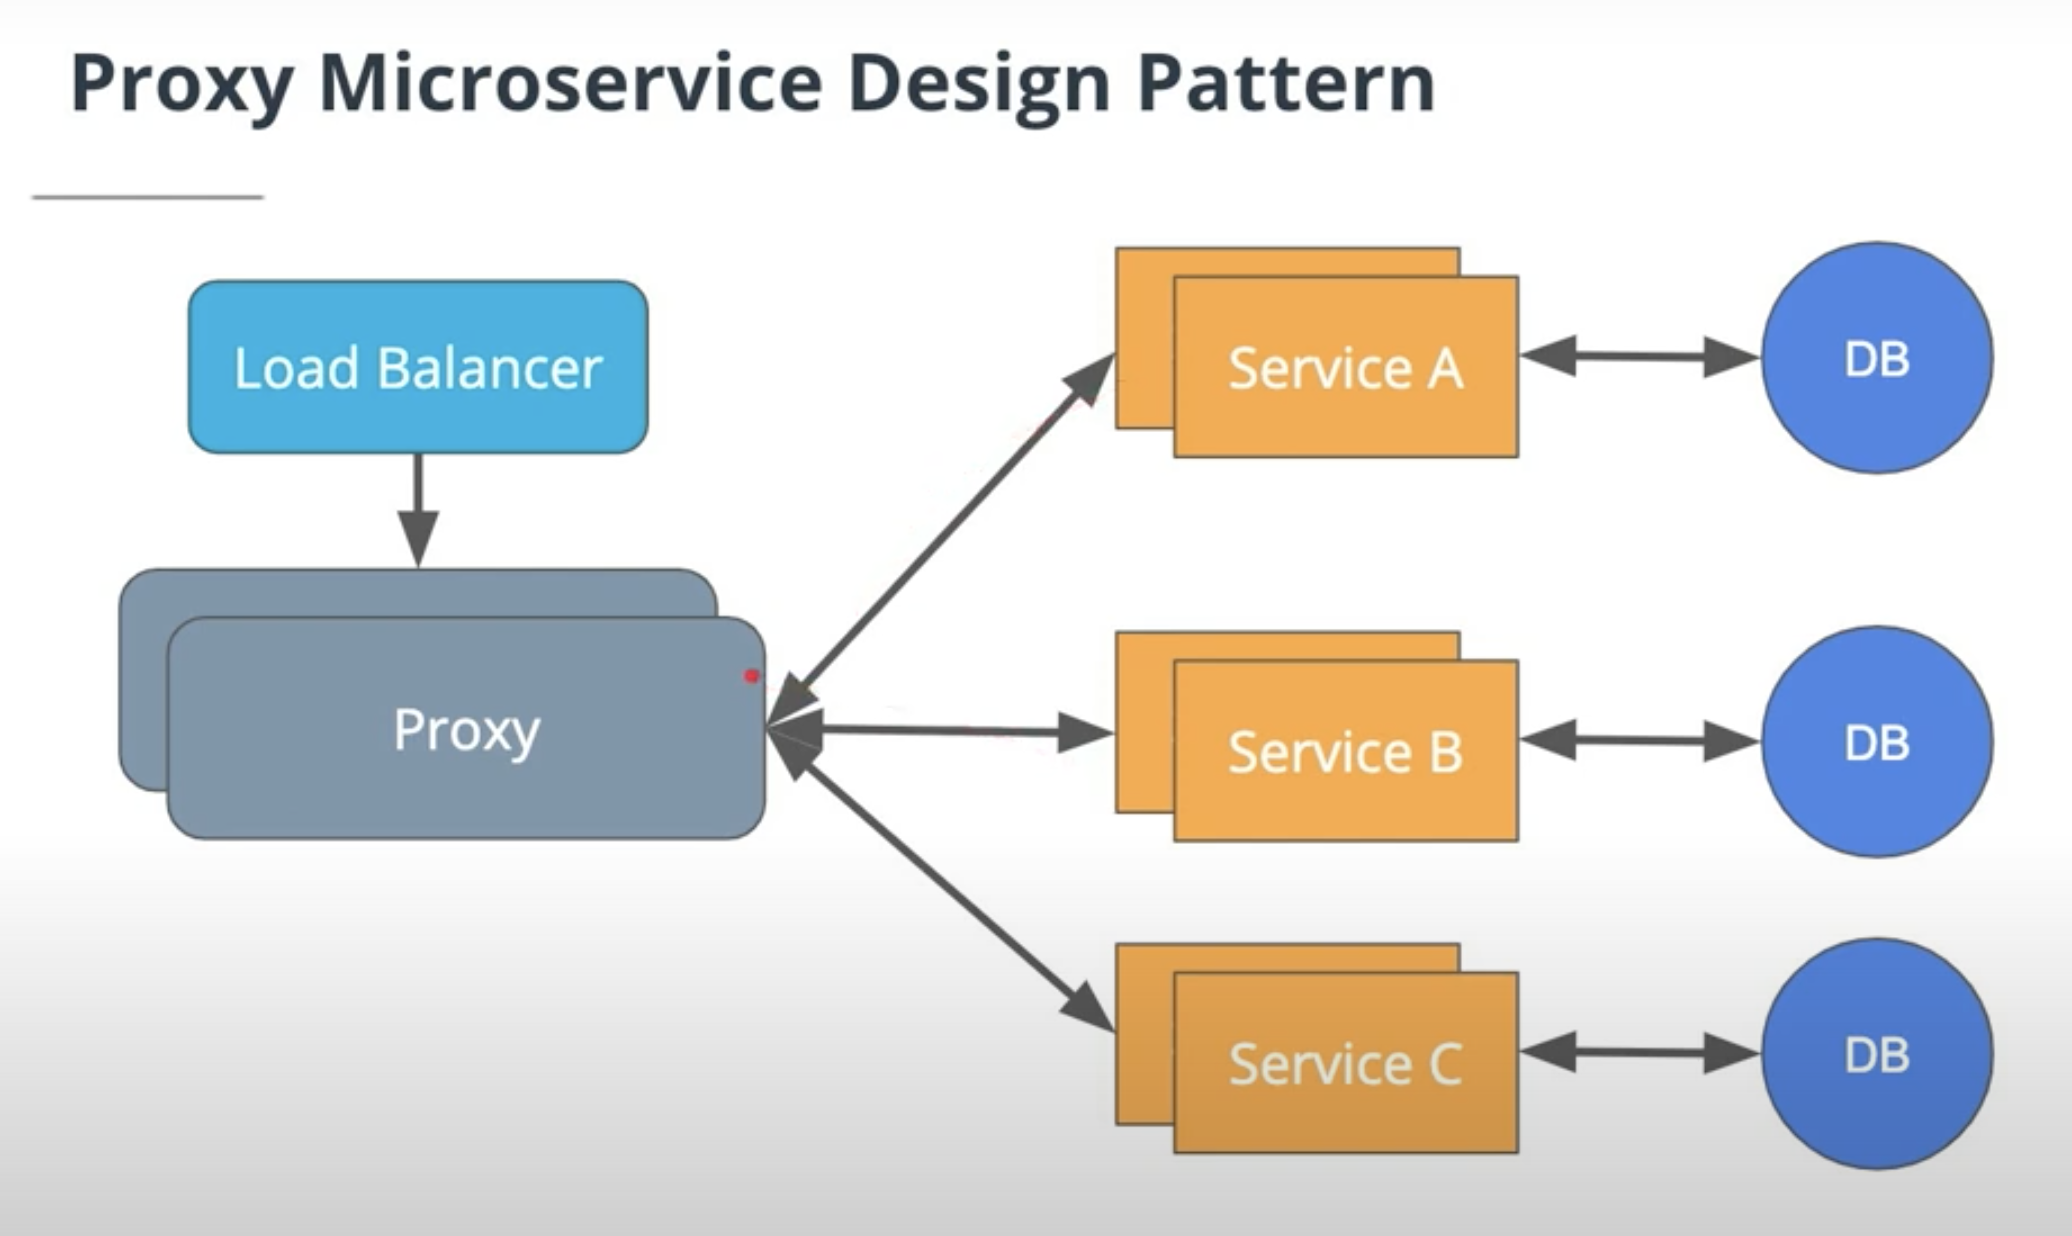 Proxy Microservice Design Pattern
Load Balancer
Proxy
Service A
DB
Service B
DB
Service C
DB